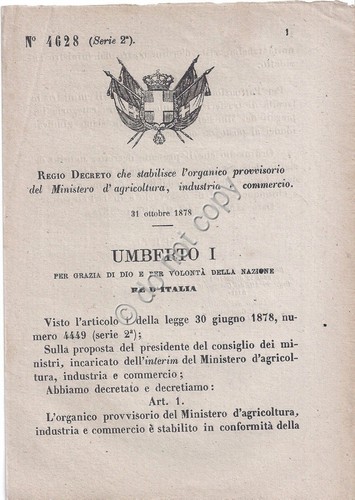 1
N° 4628 (Serie 2ª).
REGIO DECRETO che stabilisce l'organico provvisorio
del Ministero d'agricoltura, industria e commercio.
31 ottobre 1878
UMBERTO I
PER GRAZIA DI DIO E PER VOLONTÀ DELLA NAZIONE
RE D'ITALIA
Visto l'articolo 1 della legge 30 giugno 1878, nu-
mero 4449 (serie 2ª);
Sulla proposta del presidente del consiglio dei mi-
nistri, incaricato dell'interim del Ministero d'agricol-
tura, industria e commercio;
Abbiamo decretato e decretiamo:
Art. 1.
L'organico provvisorio del Ministero d'agricoltura,
industria e commercio è stabilito in conformità della
do not copy